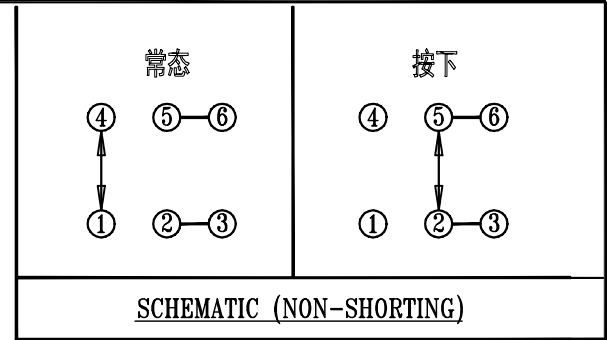 常态 按下
④ ⑤ ⑥ ④ ⑤ ⑥
① ② ③ ① ② ③
SCHEMATIC (NON-SHORTING)